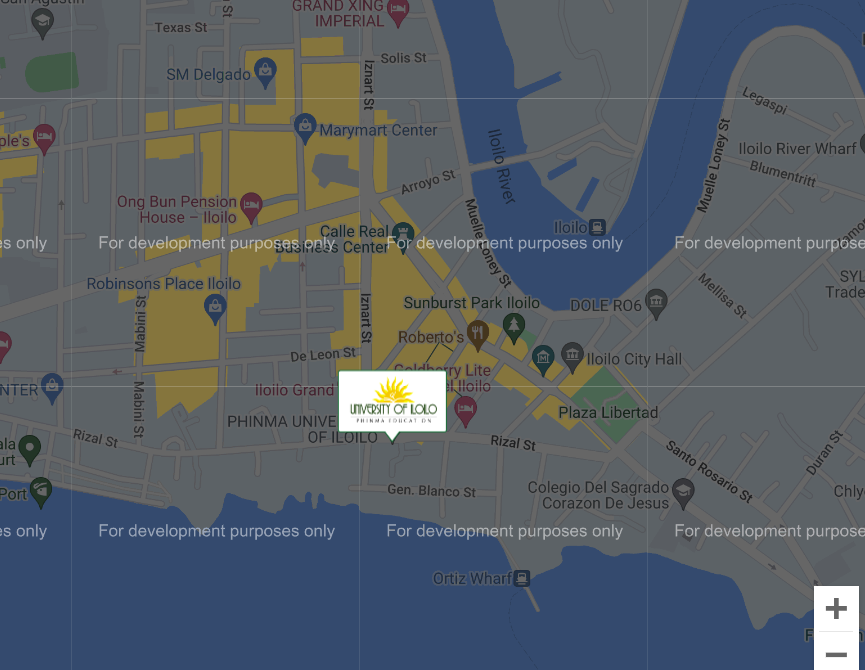 San Agustin
Texas St
GRAND XING
IMPERIAL
St
Iznart St
Solis St
SM Delgado
Marymart Center
ple's
Legaspi
Iloilo River
Muelle Loney St
Iloilo River Wharf
Blumentritt
Arroyo St
Ong Bun Pension
House – Iloilo
Muelle Loney St
Iloilo
Calle Real
Business Center
es only
For development purposes only
For development purposes only
For development purpose
Robinsons Place Iloilo
Mabini St
Iznart St
Sunburst Park Iloilo
DOLE RO6
Mellisa St
SYL
Trade
Roberto's
De Leon St
Iloilo City Hall
Goldberry Lite
el Iloilo
NTER
Iloilo Grand
UNIVERSITY OF ILOILO
PHINMA EDUCATION
Mabini St
PHINMA UNIVE
OF ILOILO
Plaza Libertad
Rizal St
Rizal St
Santo Rosario St
Duran St
ala
urt
Port
Gen. Blanco St
Colegio Del Sagrado
Corazon De Jesus
Chly
es only
For development purposes only
For development purposes only
For development purpose
Ortiz Wharf
+
−
F